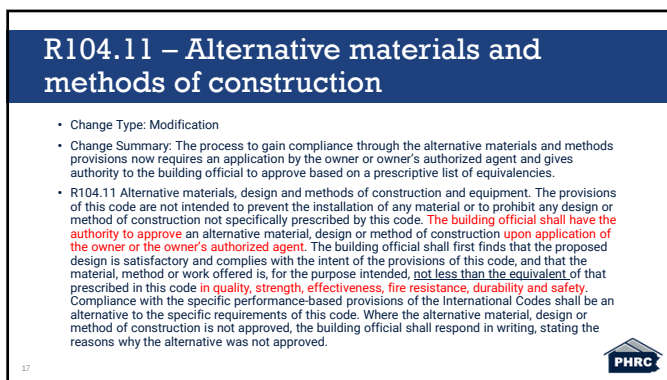 R104.11 – Alternative materials and
methods of construction
• Change Type: Modification
• Change Summary: The process to gain compliance through the alternative materials and methods
provisions now requires an application by the owner or owner's authorized agent and gives
authority to the building official to approve based on a prescriptive list of equivalencies.
• R104.11 Alternative materials, design and methods of construction and equipment. The provisions
of this code are not intended to prevent the installation of any material or to prohibit any design or
method of construction not specifically prescribed by this code. The building official shall have the
authority to approve an alternative material, design or method of construction upon application of
the owner or the owner's authorized agent. The building official shall first finds that the proposed
design is satisfactory and complies with the intent of the provisions of this code, and that the
material, method or work offered is, for the purpose intended, not less than the equivalent of that
prescribed in this code in quality, strength, effectiveness, fire resistance, durability and safety.
Compliance with the specific performance-based provisions of the International Codes shall be an
alternative to the specific requirements of this code. Where the alternative material, design or
method of construction is not approved, the building official shall respond in writing, stating the
reasons why the alternative was not approved.
17
PHRC